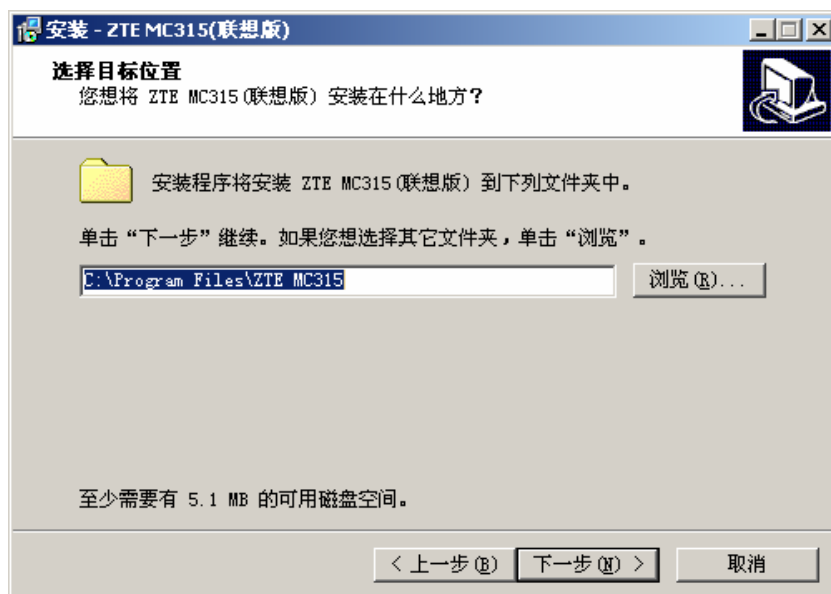 安装 - ZTE MC315(联想版)
选择目标位置
您想将 ZTE MC315(联想版) 安装在什么地方?
安装程序将安装 ZTE MC315(联想版) 到下列文件夹中。
单击“下一步”继续。如果您想选择其它文件夹，单击“浏览”。
C:\Program Files\ZTE MC315
浏览(R)...
至少需要有 5.1 MB 的可用磁盘空间。
< 上一步(B)
下一步(N) >
取消